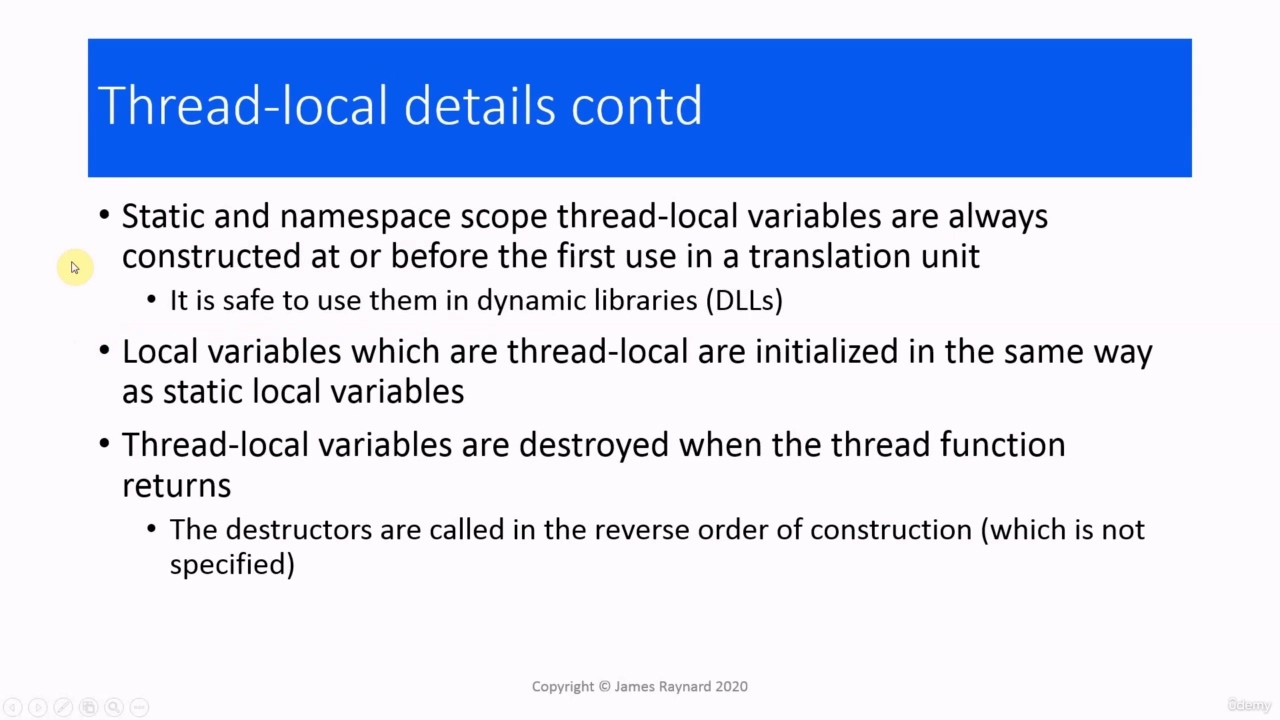 Thread-local details contd
• Static and namespace scope thread-local variables are always
constructed at or before the first use in a translation unit
• It is safe to use them in dynamic libraries (DLLs)
• Local variables which are thread-local are initialized in the same way
as static local variables
• Thread-local variables are destroyed when the thread function
returns
• The destructors are called in the reverse order of construction (which is not
specified)
Copyright © James Raynard 2020
ûdemy